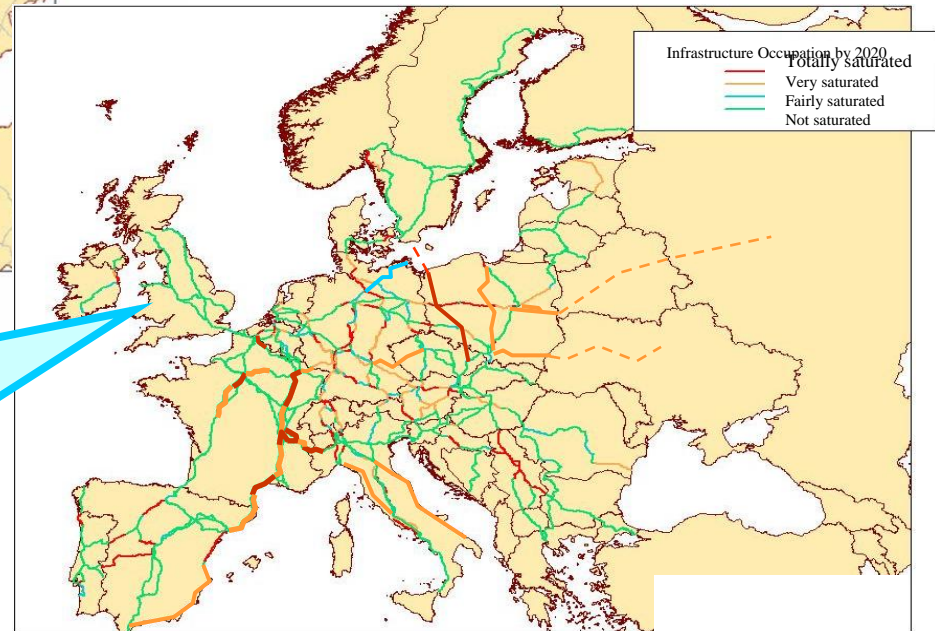 Infrastructure Occupation by 2020
Totally saturated
Very saturated
Fairly saturated
Not saturated